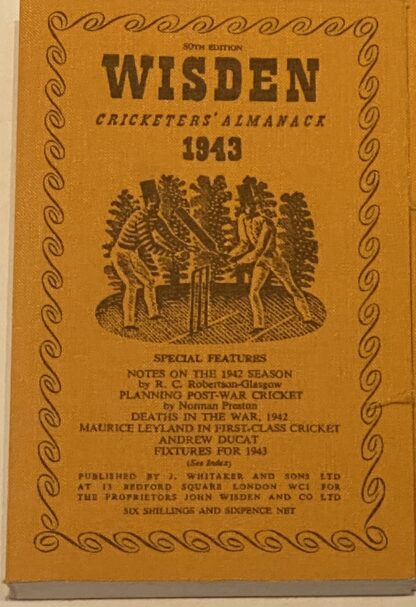 80TH EDITION
WISDEN
CRICKETERS' ALMANACK
1943
SPECIAL FEATURES
NOTES ON THE 1942 SEASON
by R. C. Robertson-Glasgow
PLANNING POST-WAR CRICKET
by Norman Preston
DEATHS IN THE WAR, 1942
MAURICE LEYLAND IN FIRST-CLASS CRICKET
ANDREW DUCAT
FIXTURES FOR 1943
(See Index)
PUBLISHED BY J. WHITAKER AND SONS LTD
AT 13 BEDFORD SQUARE LONDON WC1 FOR
THE PROPRIETORS JOHN WISDEN AND CO LTD
SIX SHILLINGS AND SIXPENCE NET